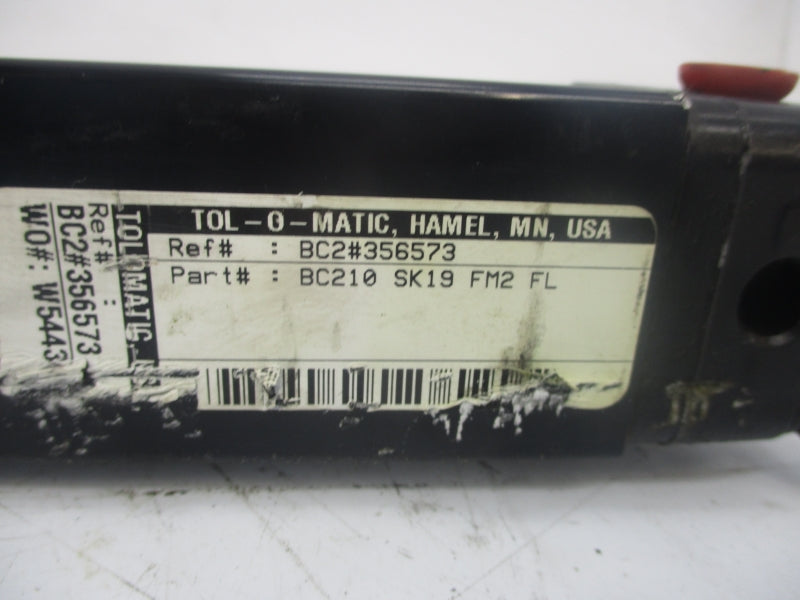 TOL-O-MATIC, HAMEL, MN, USA
Ref# : BC2#356573
Part# : BC210 SK19 FM2 FL
TOLOMATIC,
Ref# :
BC2#356573
WO#: W5443